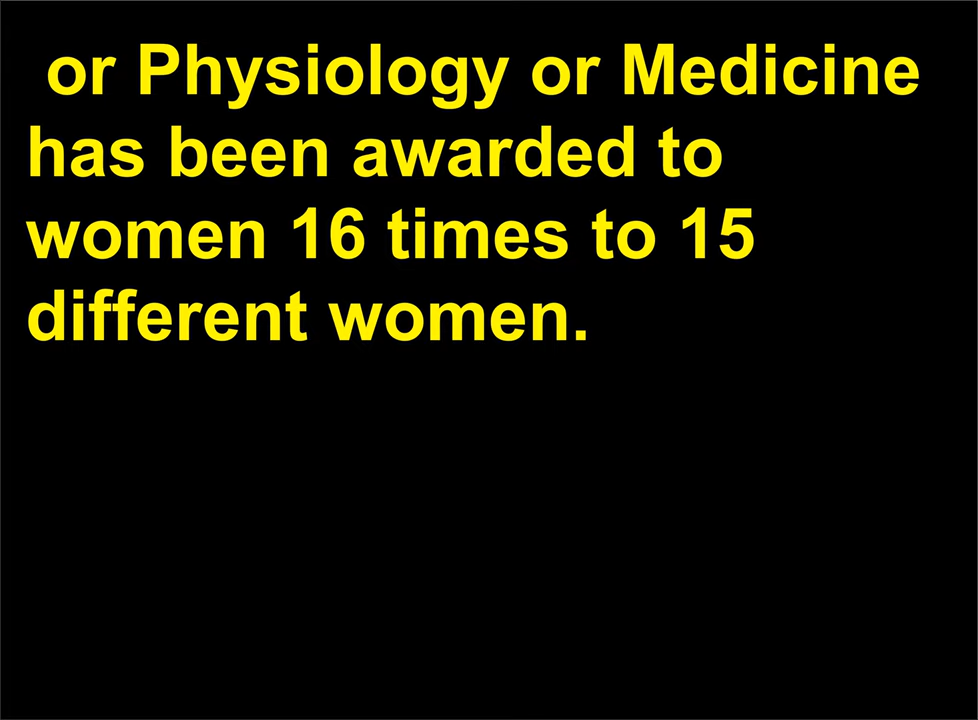 or Physiology or Medicine
has been awarded to
women 16 times to 15
different women.